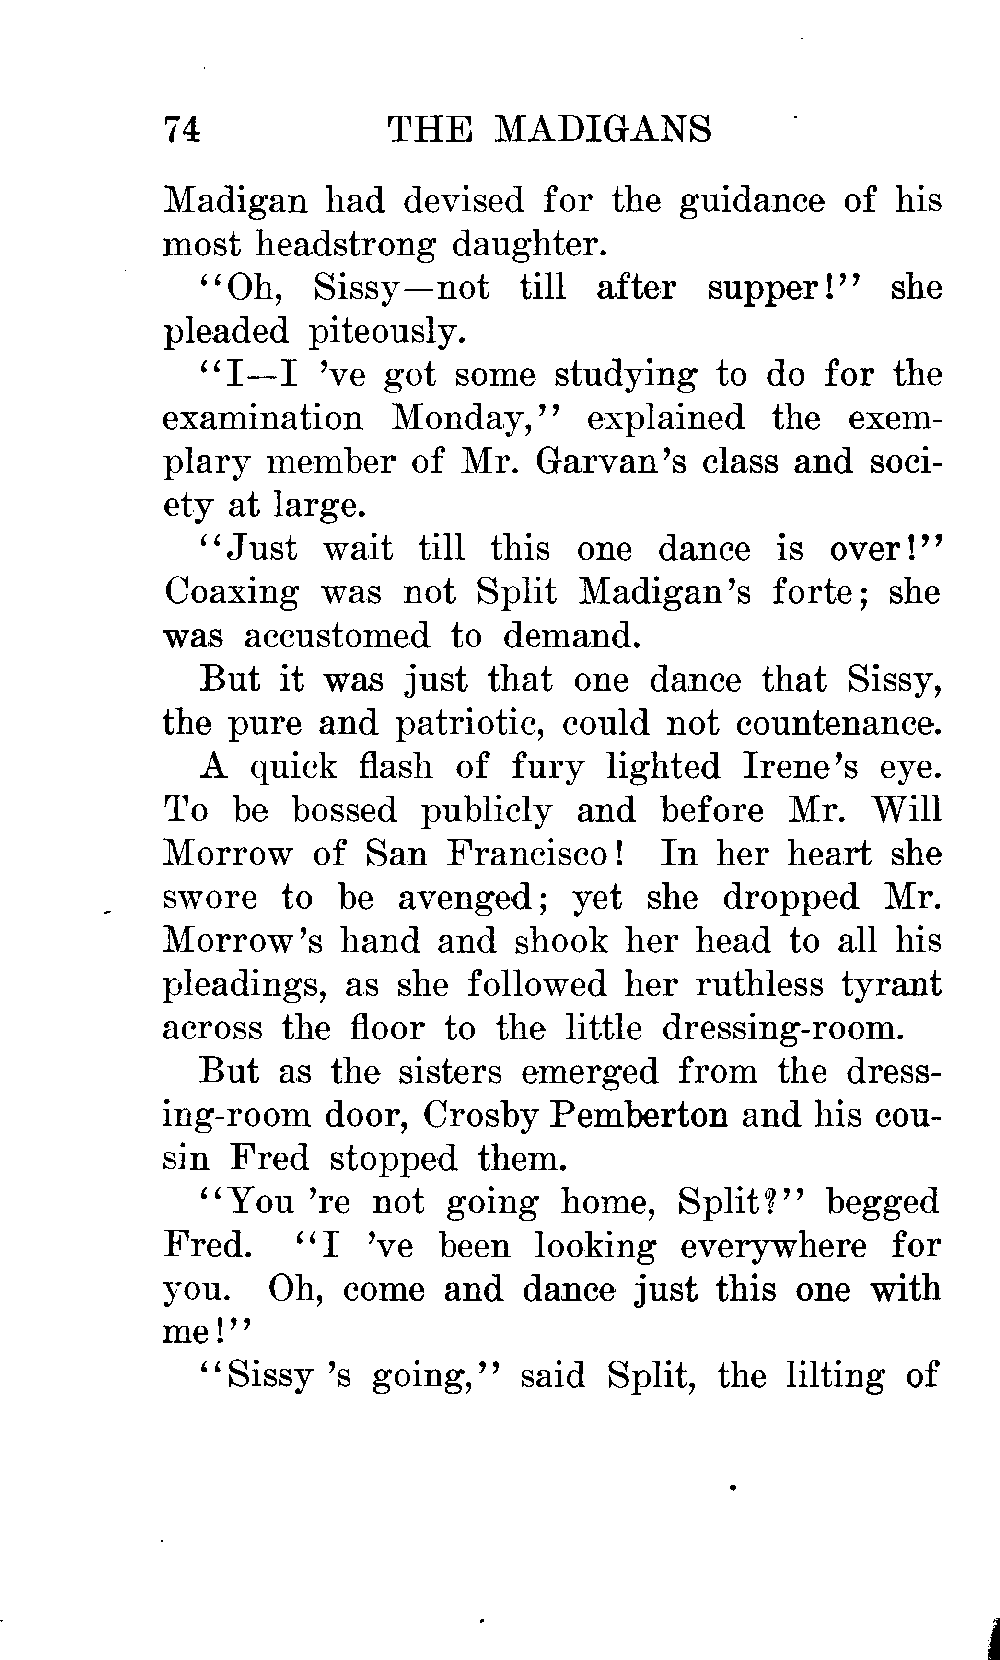 74 THE MADIGANS
Madigan had devised for the guidance of his
most headstrong daughter.
“Oh, Sissy—not till after supper!” she
pleaded piteously.
“I—I ’ve got some studying to do for the
examination Monday,” explained the exem-
plary member of Mr. Garvan’s class and soci-
ety at large.
“Just wait till this one dance is over!”
Coaxing was not Split Madigan’s forte; she
was accustomed to demand.
But it was just that one dance that Sissy,
the pure and patriotic, could not countenance.
A quick flash of fury lighted Irene’s eye.
To be bossed publicly and before Mr. Will
Morrow of San Francisco! In her heart she
swore to be avenged; yet she dropped Mr.
Morrow’s hand and shook her head to all his
pleadings, as she followed her ruthless tyrant
across the floor to the little dressing-room.
But as the sisters emerged from the dress-
ing-room door, Crosby Pemberton and his cou-
sin Fred stopped them.
“You ’re not going home, Split?” begged
Fred. “I ’ve been looking everywhere for
you. Oh, come and dance just this one with
me!”
“Sissy ’s going,” said Split, the lilting of